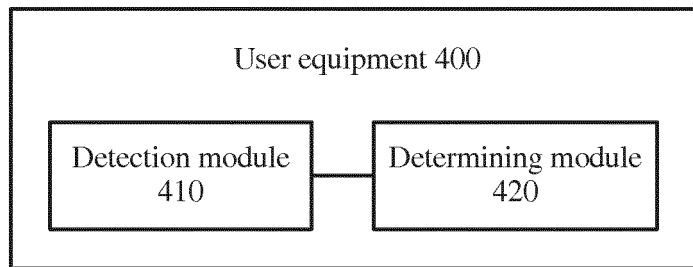 User equipment 400
Detection module
410
Determining module
420